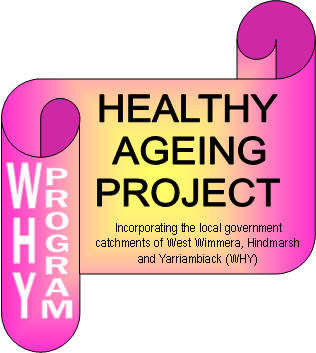 HEALTHY
AGEING
PROJECT
Incorporating the local government
catchments of West Wimmera, Hindmarsh
and Yarriambiack (WHY)
WHY
PROGRAM